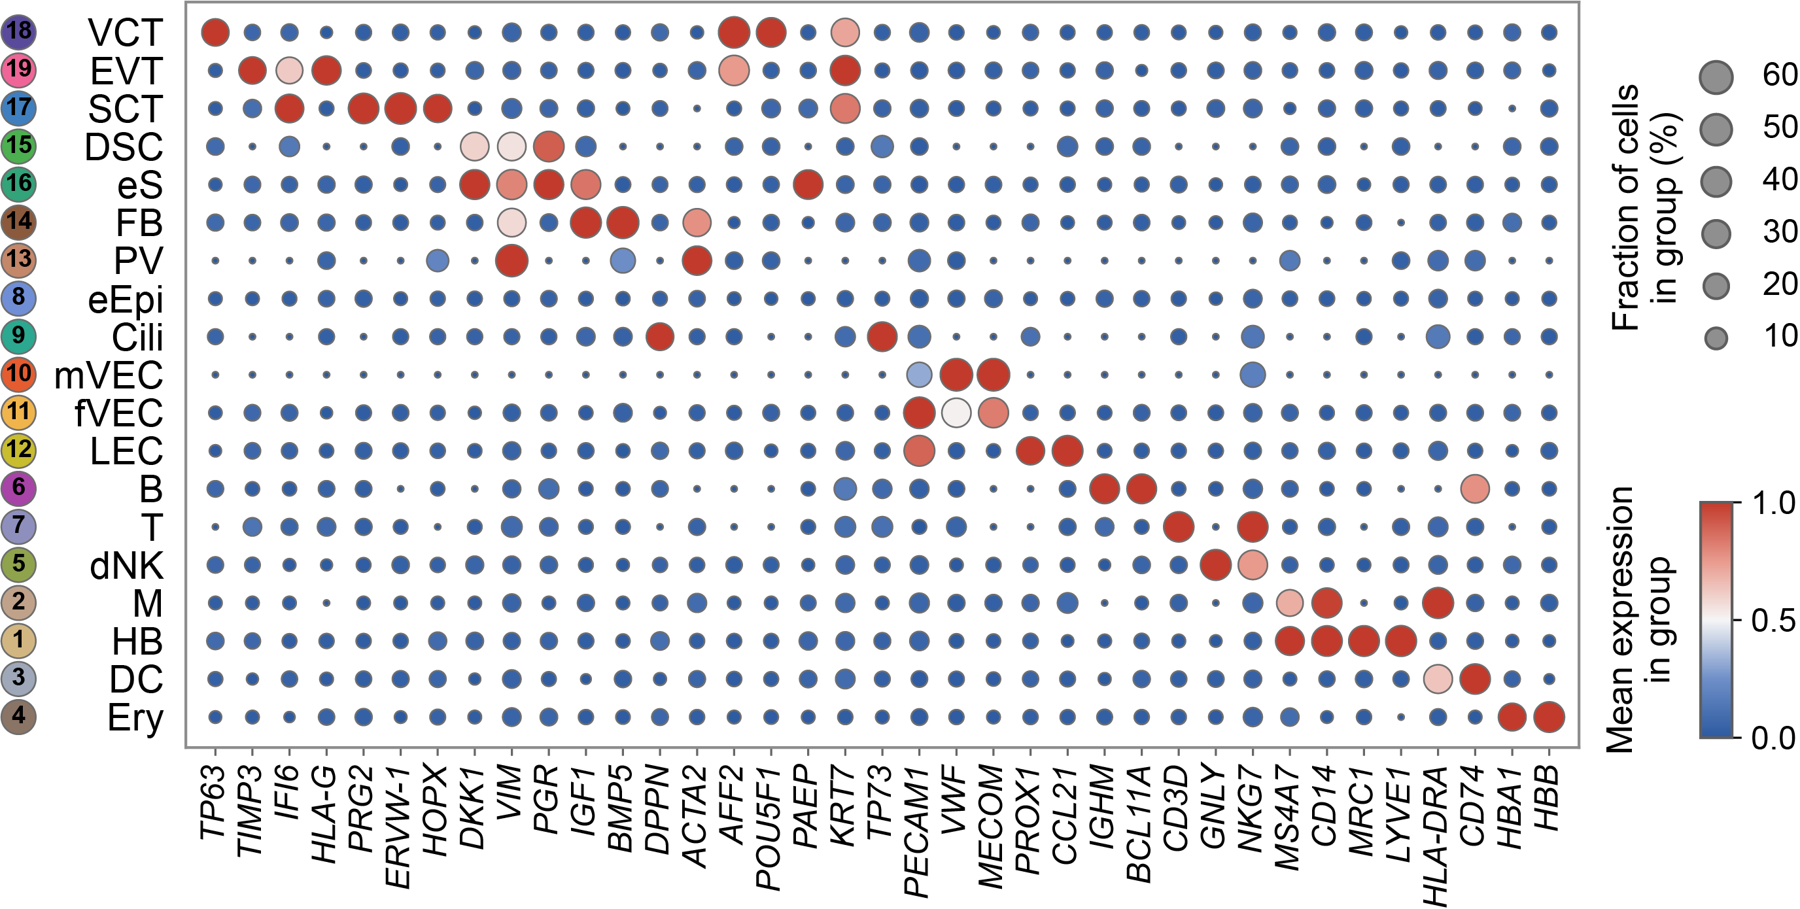 18 VCT
19 EVT
17 SCT
15 DSC
16 eS
14 FB
13 PV
8 eEpi
9 Cili
10 mVEC
11 fVEC
12 LEC
6 B
7 T
5 dNK
2 M
1 HB
3 DC
4 Ery
TP63
TIMP3
IFI6
HLA-G
PRG2
ERVW-1
HOPX
DKK1
VIM
PGR
IGF1
BMP5
DPPN
ACTA2
AFF2
POU5F1
PAEP
KRT7
TP73
PECAM1
VWF
MECOM
PROX1
CCL21
IGHM
BCL11A
CD3D
GNLY
NKG7
MS4A7
CD14
MRC1
LYVE1
HLA-DRA
CD74
HBA1
HBB
Fraction of cells
in group (%)
60
50
40
30
20
10
Mean expression
in group
1.0
0.5
0.0